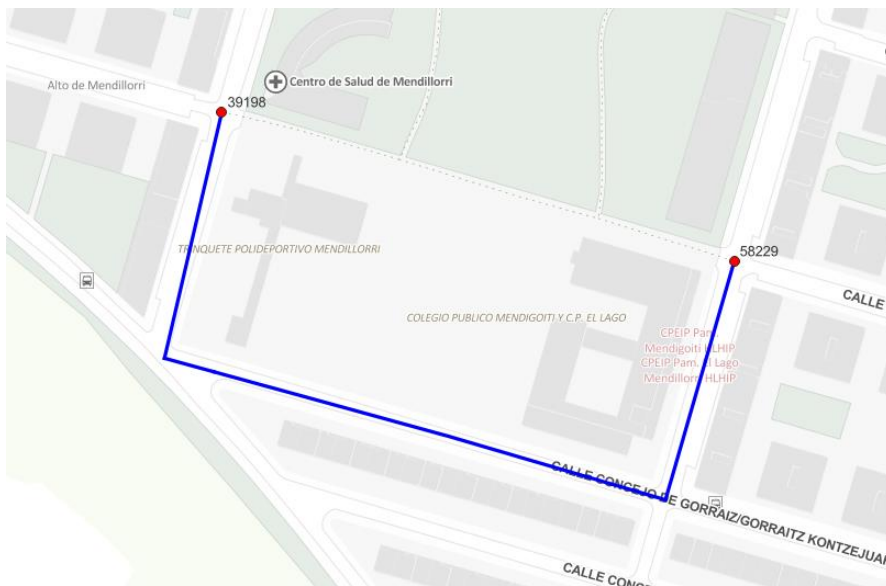 Centro de Salud de Mendillorri
Alto de Mendillorri
39198
TRINQUETE POLIDEPORTIVO MENDILLORRI
58229
CALLE
COLEGIO PUBLICO MENDIGOITI Y C.P. EL LAGO
CPEIP Pam.
Mendigoiti HLHIP
CPEIP Pam. El Lago
Mendillorri HLHIP
CALLE CONCEJO DE GORRAIZ/GORRAITZ KONTZEJUAR
CALLE CONC